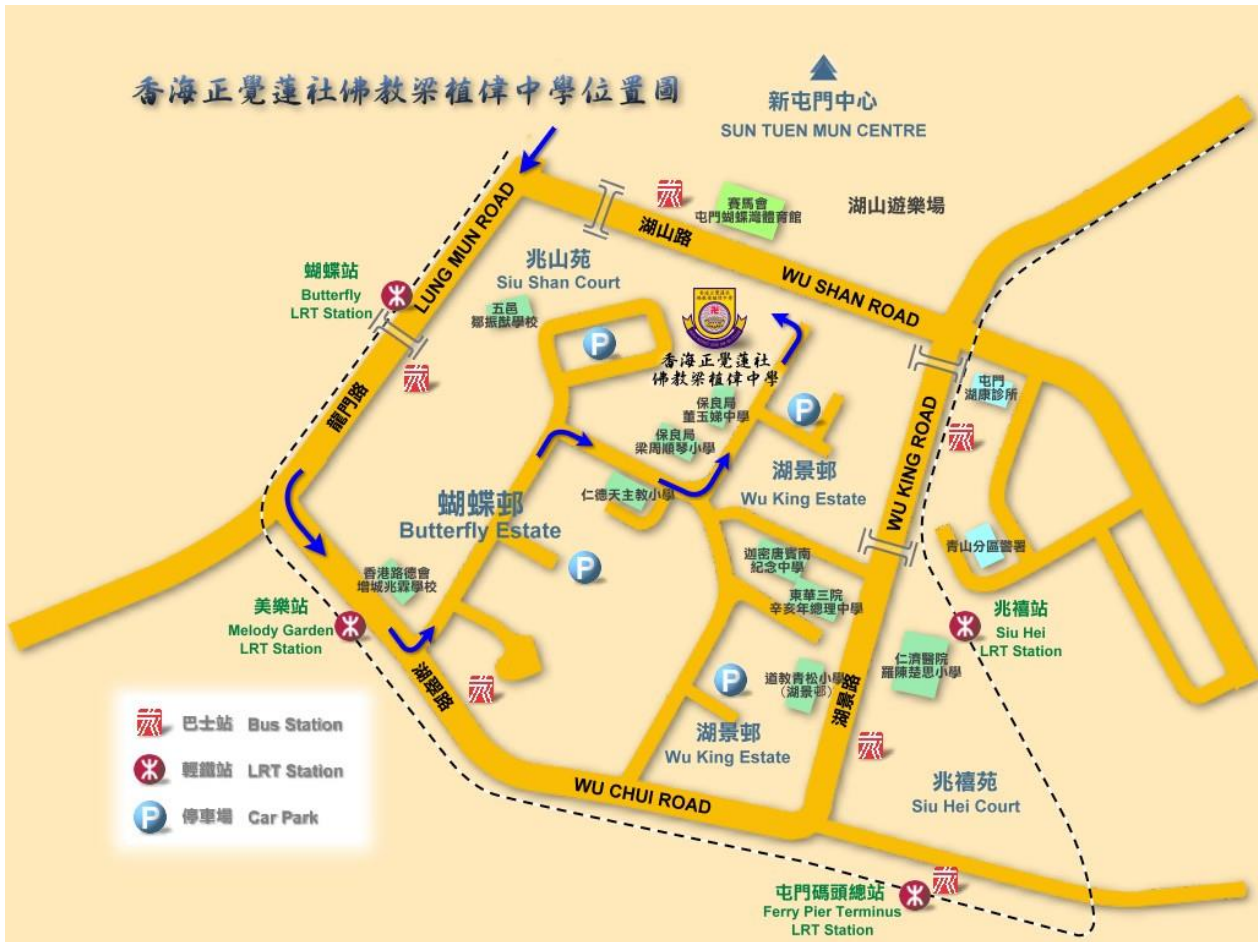 香海正覺蓮社佛教梁植偉中學位置圖
新屯門中心
SUN TUEN MUN CENTRE
賽馬會
屯門蝴蝶灣體育館
湖山遊樂場
湖山路
WU SHAN ROAD
LUNG MUN ROAD
龍門路
兆山苑
Siu Shan Court
蝴蝶站
Butterfly
LRT Station
五邑
鄒振猷學校
P
香海正覺蓮社
佛教梁植偉中學
保良局
董玉娣中學
P
屯門
湖康診所
保良局
梁周順琴小學
湖景邨
Wu King Estate
WU KING ROAD
仁德天主教小學
蝴蝶邨
Butterfly Estate
青山分區警署
迦密唐賓南
紀念中學
P
香港路德會
增城兆霖學校
東華三院
辛亥年總理中學
美樂站
Melody Garden
LRT Station
兆禧站
Siu Hei
LRT Station
仁濟醫院
羅陳楚思小學
湖翠路
P
道教青松小學
(湖景邨)
湖景路
湖景邨
Wu King Estate
巴士站 Bus Station
輕鐵站 LRT Station
P 停車場 Car Park
WU CHUI ROAD
兆禧苑
Siu Hei Court
屯門碼頭總站
Ferry Pier Terminus
LRT Station